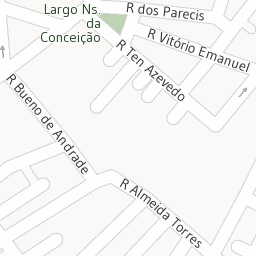 Largo Ns.
da
Conceição
R dos Parecis
R Vitório Emanuel
R Ten Azevedo
R Bueno de Andrade
R Almeida Torres